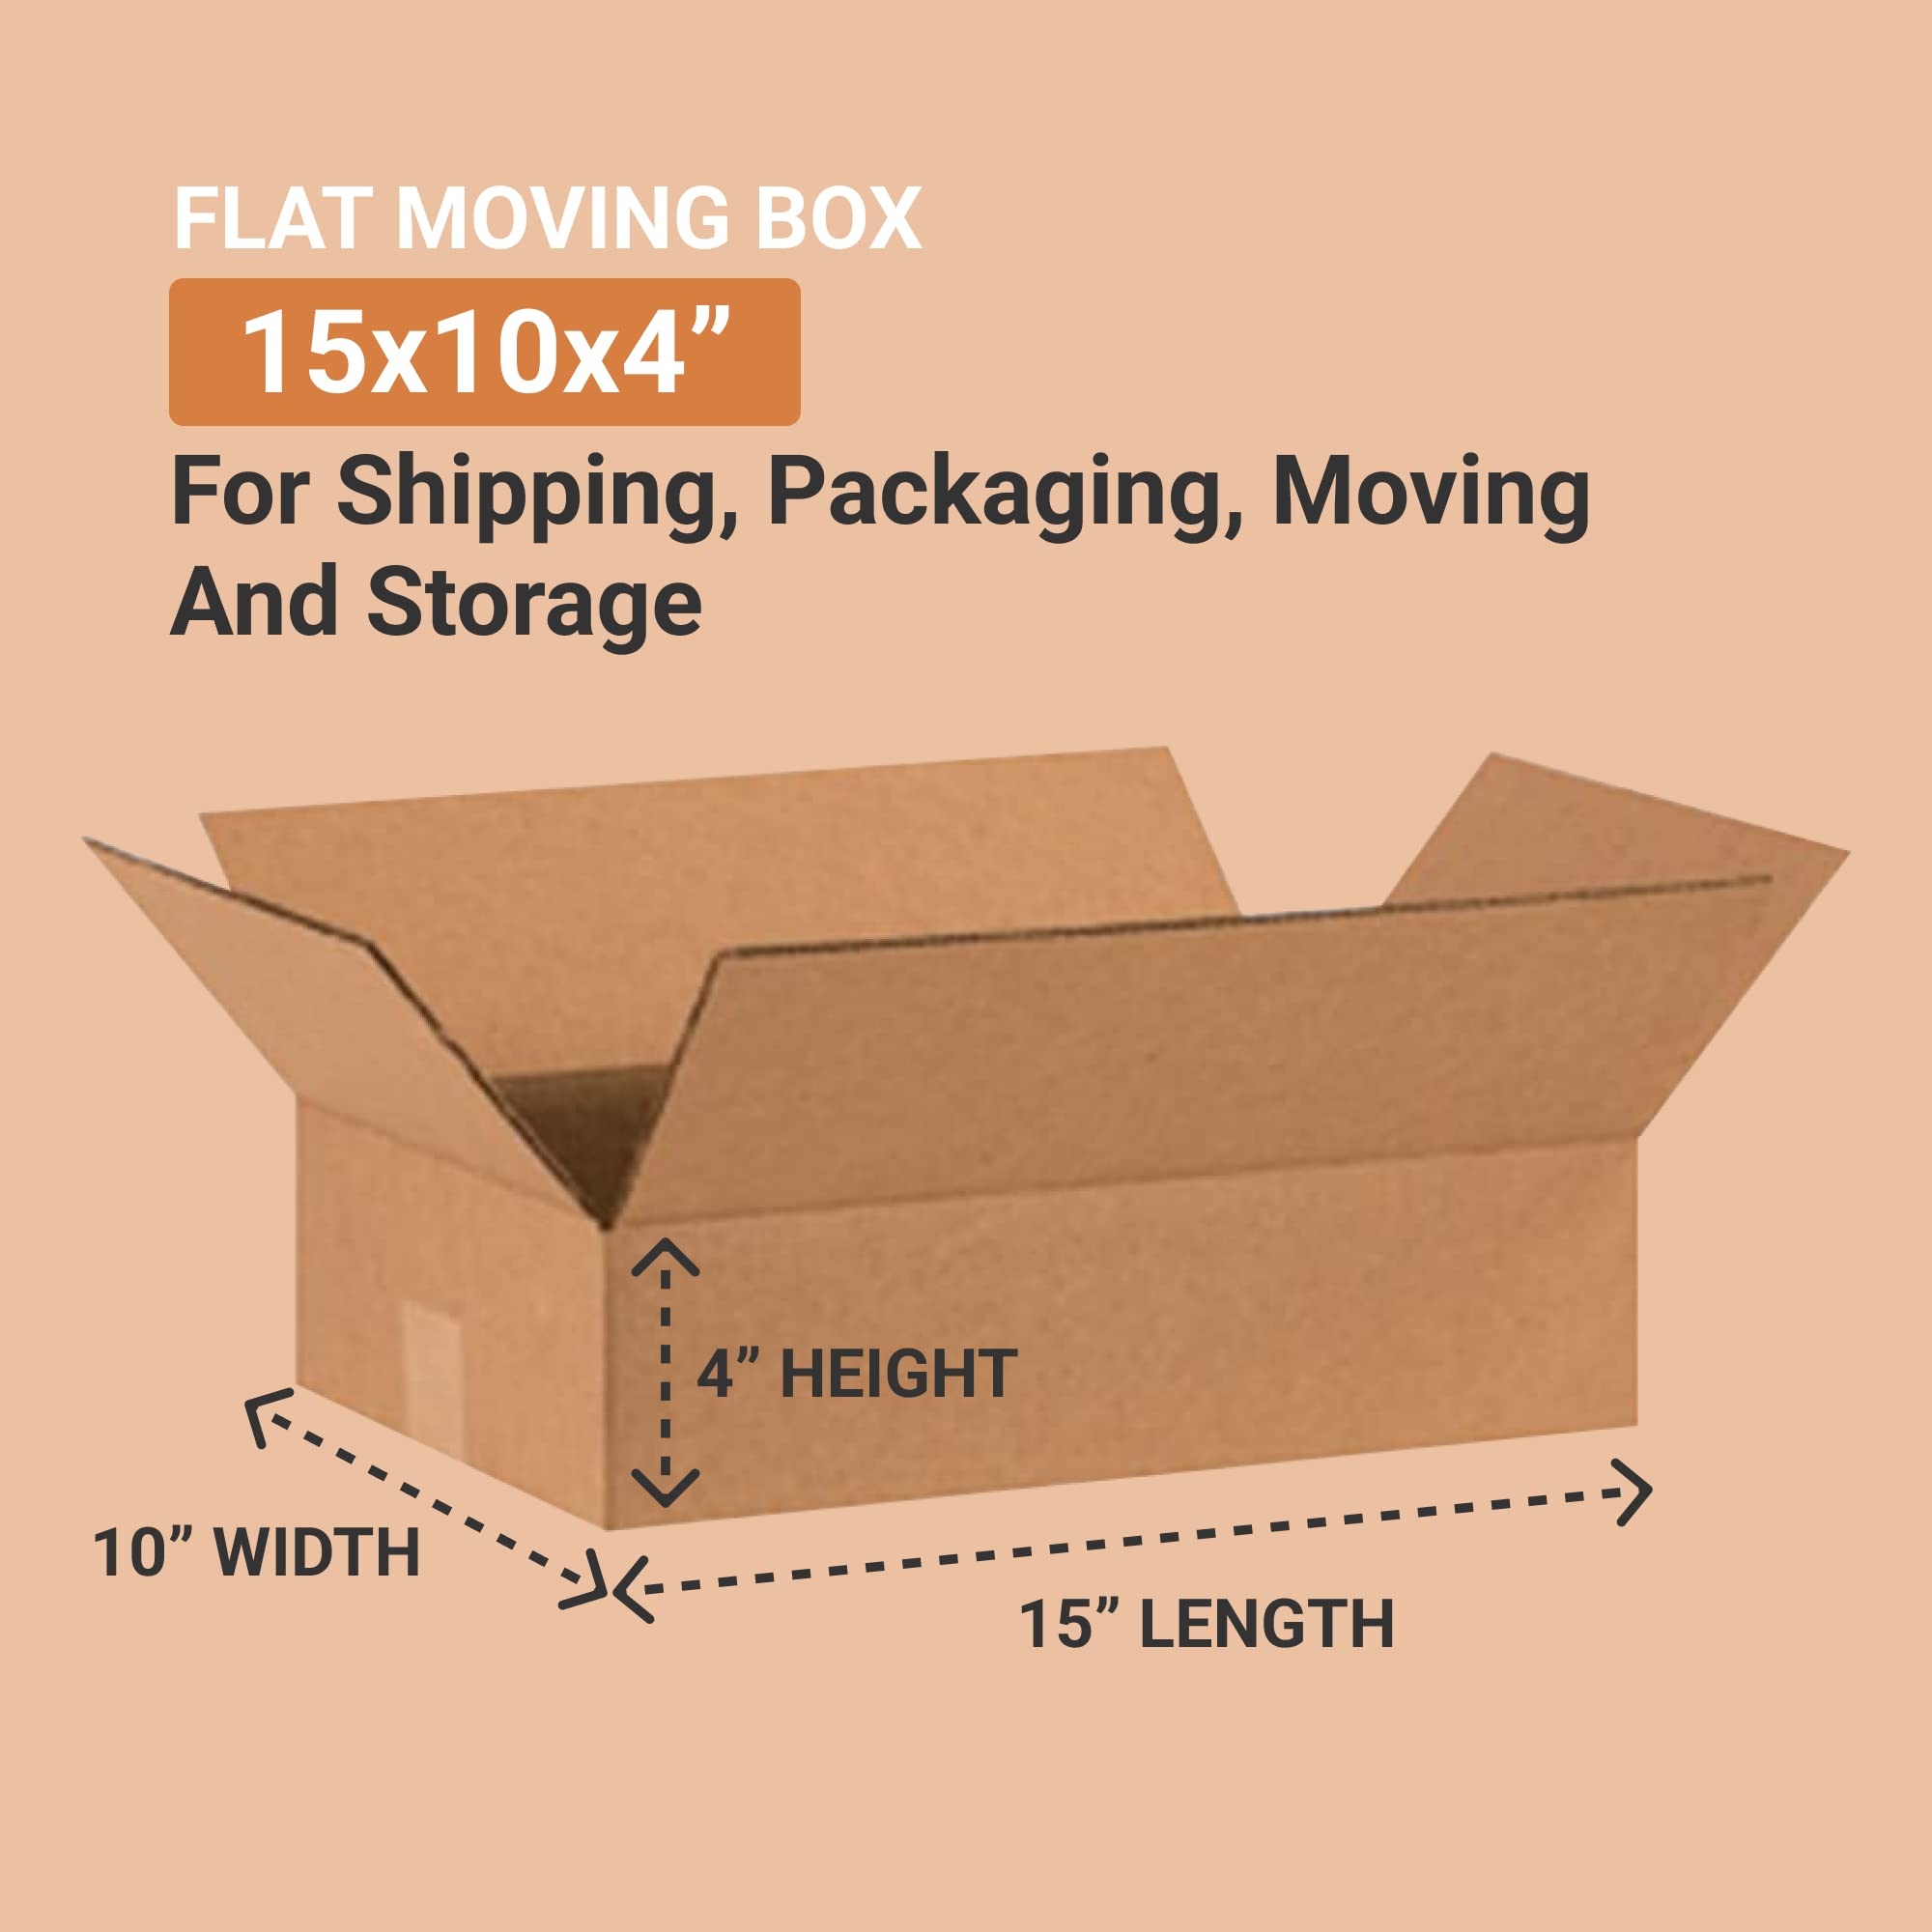 FLAT MOVING BOX
15x10x4”
For Shipping, Packaging, Moving
And Storage
4” HEIGHT
10” WIDTH
15” LENGTH